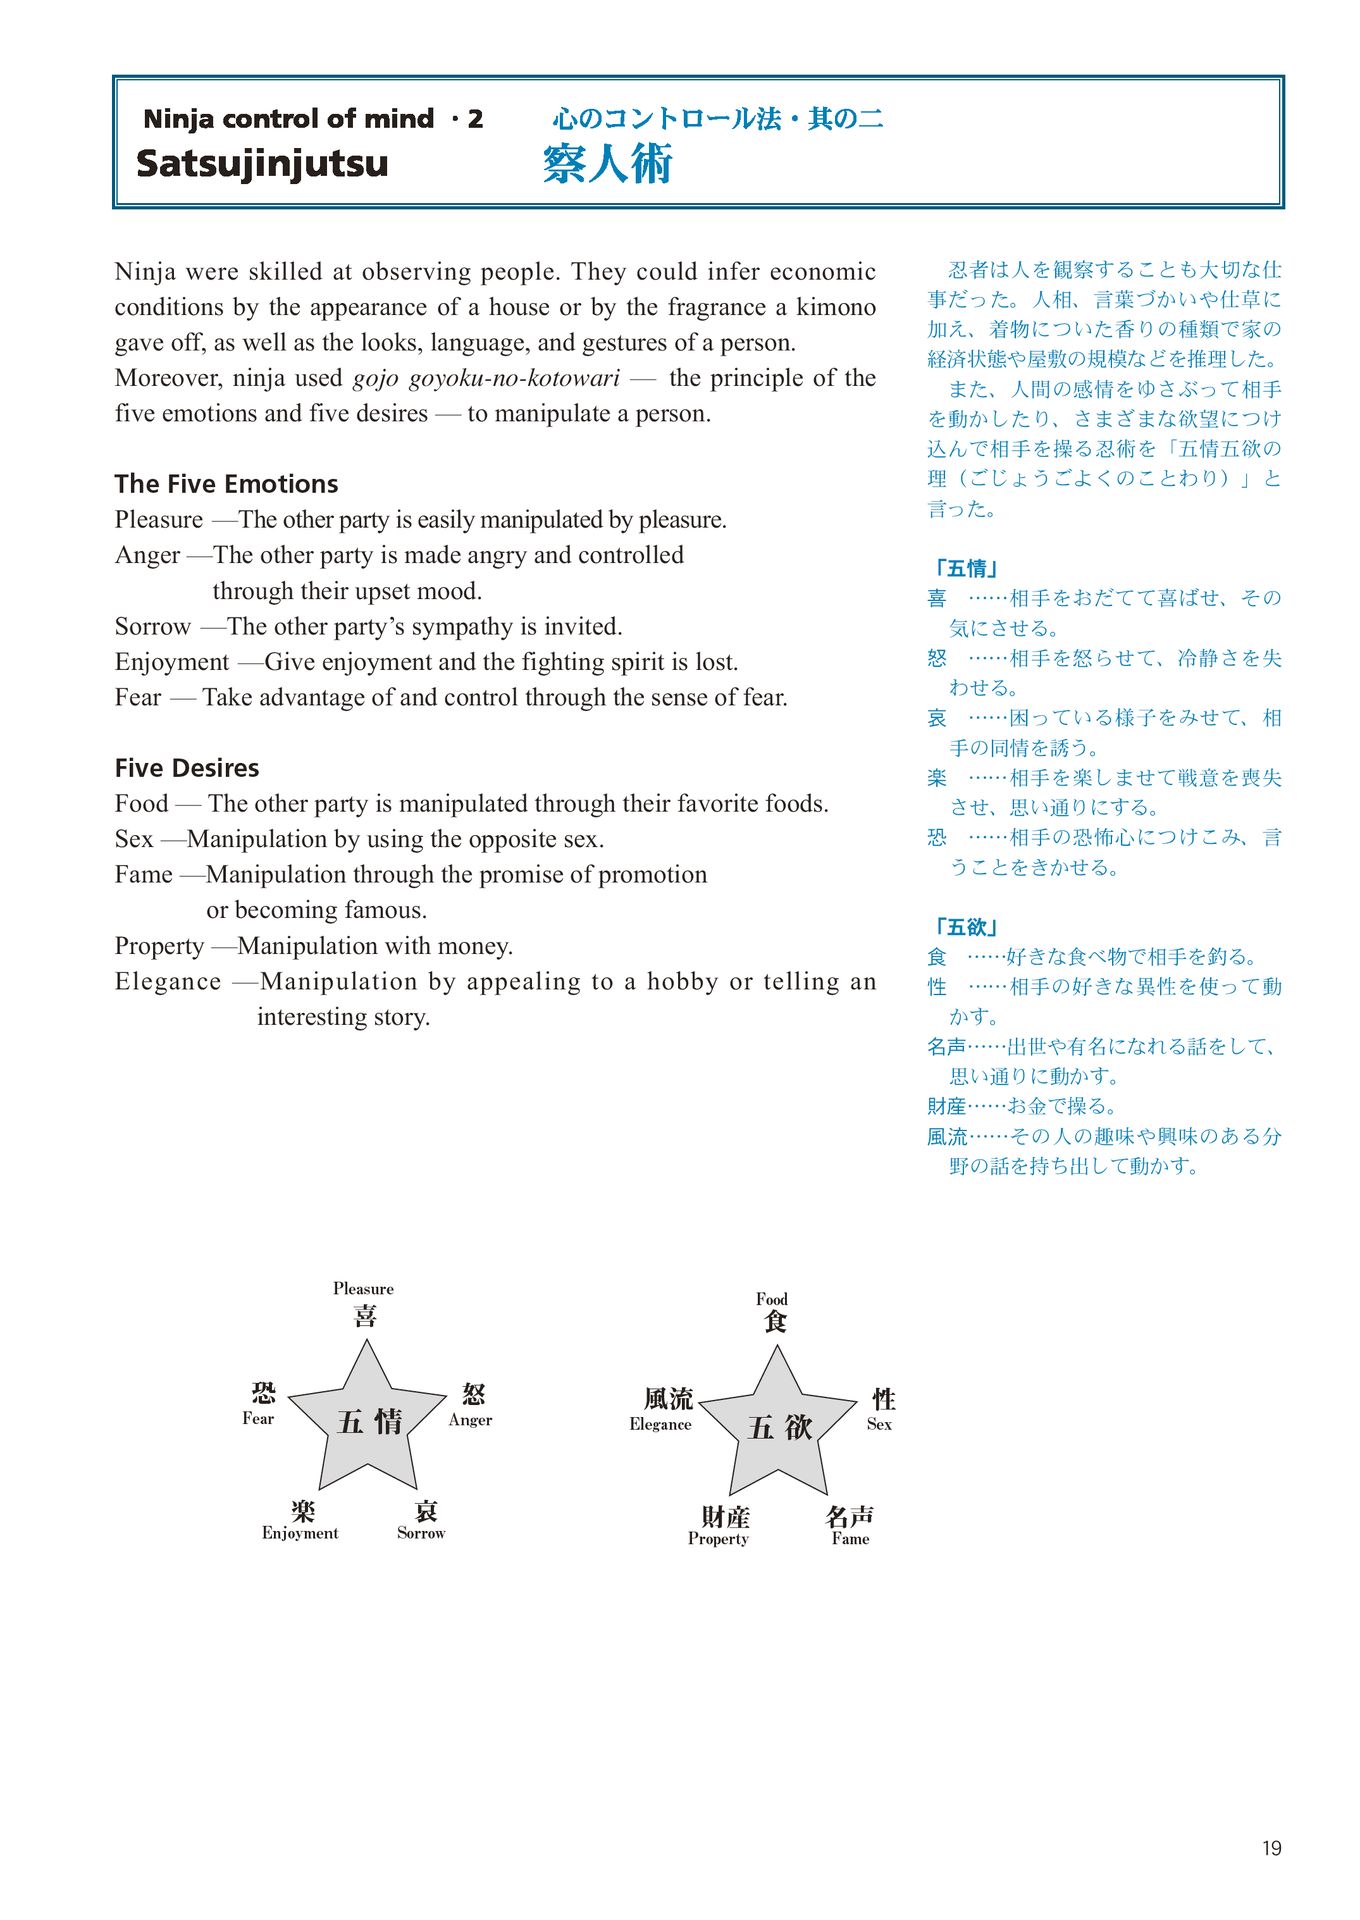 Ninja control of mind ・2
心のコントロール法・其の二
Satsujinjutsu
察人術
Ninja were skilled at observing people. They could infer economic
conditions by the appearance of a house or by the fragrance a kimono
gave off, as well as the looks, language, and gestures of a person.
Moreover, ninja used gojo goyoku-no-kotowari — the principle of the
five emotions and five desires — to manipulate a person.
The Five Emotions
Pleasure —The other party is easily manipulated by pleasure.
Anger —The other party is made angry and controlled
through their upset mood.
Sorrow —The other party’s sympathy is invited.
Enjoyment —Give enjoyment and the fighting spirit is lost.
Fear — Take advantage of and control through the sense of fear.
Five Desires
Food — The other party is manipulated through their favorite foods.
Sex —Manipulation by using the opposite sex.
Fame —Manipulation through the promise of promotion
or becoming famous.
Property —Manipulation with money.
Elegance —Manipulation by appealing to a hobby or telling an
interesting story.
忍者は人を観察することも大切な仕
事だった。人相、言葉づかいや仕草に
加え、着物についた香りの種類で家の
経済状態や屋敷の規模などを推理した。
また、人間の感情をゆさぶって相手
を動かしたり、さまざまな欲望につけ
込んで相手を操る忍術を「五情五欲の
理（ごじょうごよくのことわり）」と
言った。
「五情」
喜　……相手をおだてて喜ばせ、その
気にさせる。
怒　……相手を怒らせて、冷静さを失
わせる。
哀　……困っている様子をみせて、相
手の同情を誘う。
楽　……相手を楽しませて戦意を喪失
させ、思い通りにする。
恐　……相手の恐怖心につけこみ、言
うことをきかせる。
「五欲」
食　……好きな食べ物で相手を釣る。
性　……相手の好きな異性を使って動
かす。
名声……出世や有名になれる話をして、
思い通りに動かす。
財産……お金で操る。
風流……その人の趣味や興味のある分
野の話を持ち出して動かす。
Pleasure
喜
恐
Fear
怒
Anger
五情
楽
Enjoyment
哀
Sorrow
Food
食
風流
Elegance
性
Sex
五欲
財産
Property
名声
Fame
19